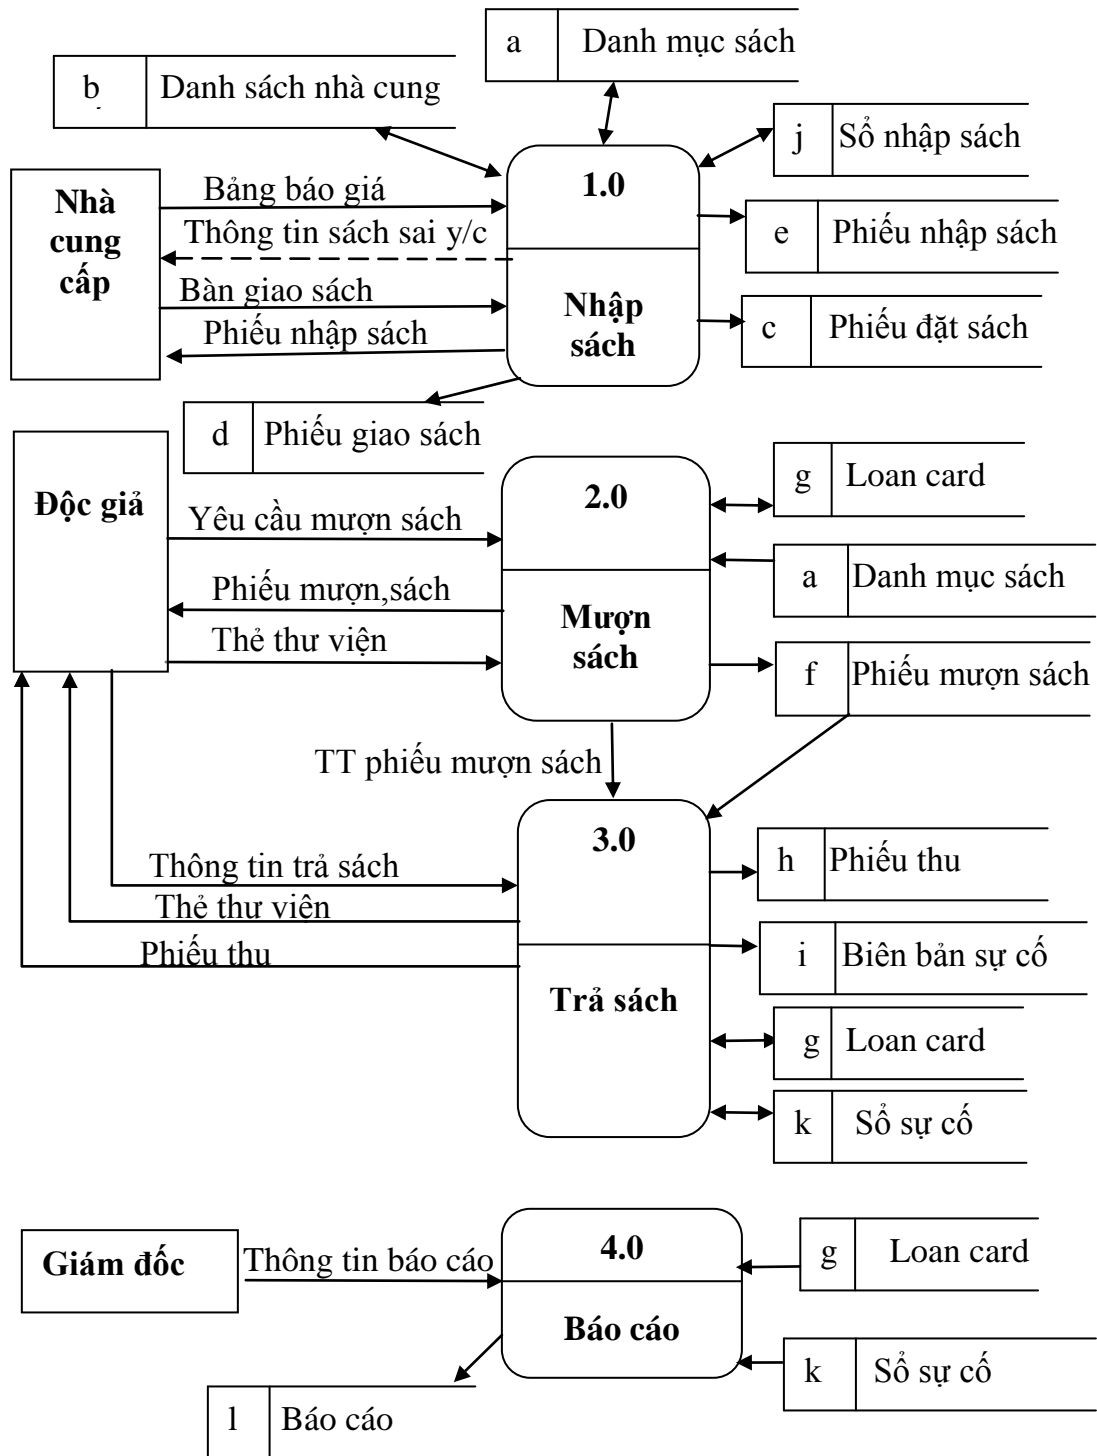 a Danh mục sách
b Danh sách nhà cung
j Sổ nhập sách
Nhà
cung
cấp
Bảng báo giá
Thông tin sách sai y/c
Bàn giao sách
Phiếu nhập sách
1.0
Nhập
sách
e Phiếu nhập sách
c Phiếu đặt sách
d Phiếu giao sách
Độc giả
Yêu cầu mượn sách
Phiếu mượn,sách
Thẻ thư viện
2.0
Mượn
sách
g Loan card
a Danh mục sách
f Phiếu mượn sách
TT phiếu mượn sách
3.0
Trả sách
Thông tin trả sách
Thẻ thư viên
Phiếu thu
h Phiếu thu
i Biên bản sự cố
g Loan card
k Sổ sự cố
Giám đốc
Thông tin báo cáo
4.0
Báo cáo
g Loan card
k Sổ sự cố
l Báo cáo